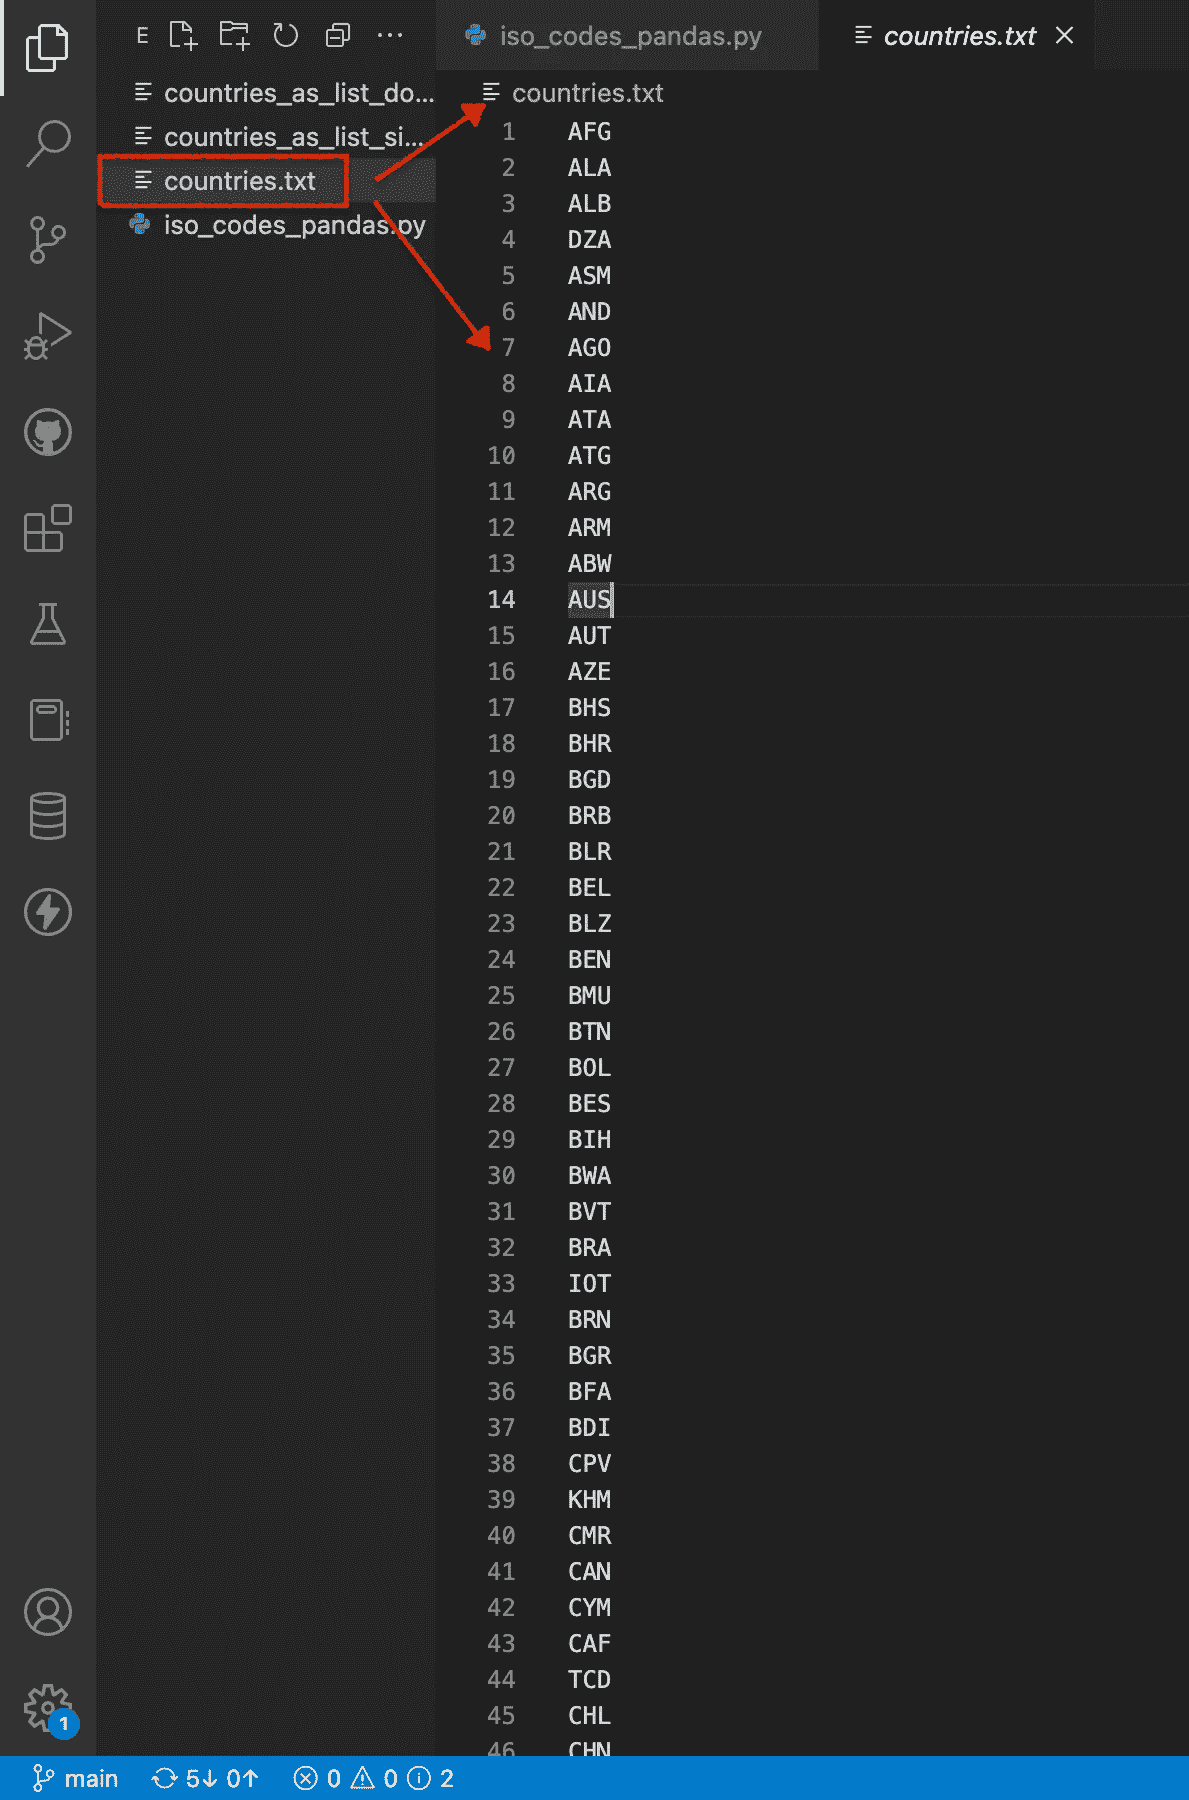 E
iso_codes_pandas.py
countries.txt
countries_as_list_do...
countries_as_list_si...
countries.txt
iso_codes_pandas.py
countries.txt
1 AFG
2 ALA
3 ALB
4 DZA
5 ASM
6 AND
7 AGO
8 AIA
9 ATA
10 ATG
11 ARG
12 ARM
13 ABW
14 AUS
15 AUT
16 AZE
17 BHS
18 BHR
19 BGD
20 BRB
21 BLR
22 BEL
23 BLZ
24 BEN
25 BMU
26 BTN
27 BOL
28 BES
29 BIH
30 BWA
31 BVT
32 BRA
33 IOT
34 BRN
35 BGR
36 BFA
37 BDI
38 CPV
39 KHM
40 CMR
41 CAN
42 CYM
43 CAF
44 TCD
45 CHL
46 CHN
1
main 5↓ 0↑ 0 0 2